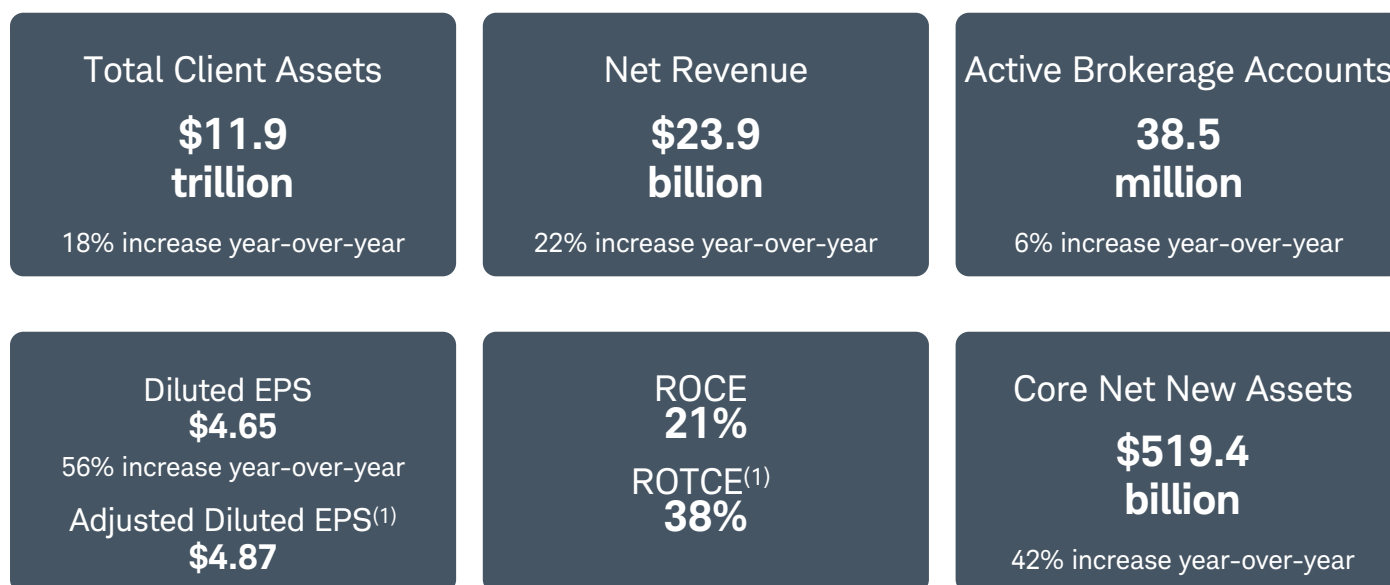 Total Client Assets
$11.9
trillion
18% increase year-over-year
Net Revenue
$23.9
billion
22% increase year-over-year
Active Brokerage Accounts
38.5
million
6% increase year-over-year
Diluted EPS
$4.65
56% increase year-over-year
Adjusted Diluted EPS(1)
$4.87
ROCE
21%
ROTCE(1)
38%
Core Net New Assets
$519.4
billion
42% increase year-over-year